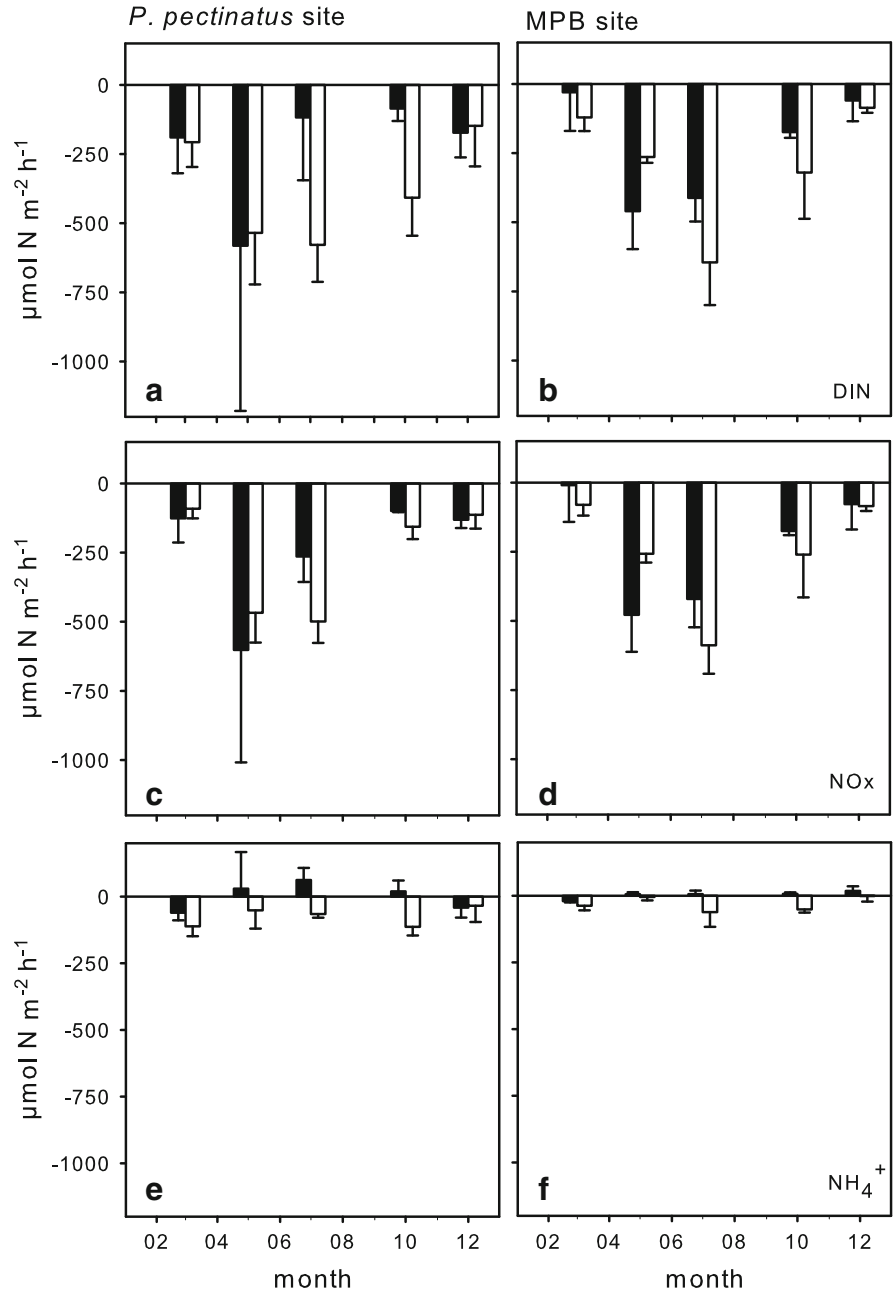 P. pectinatus site
MPB site
0
-250
-500
-750
-1000
µmol N m⁻² h⁻¹
a
b
DIN
0
-250
-500
-750
-1000
µmol N m⁻² h⁻¹
c
d
NOx
0
-250
-500
-750
-1000
µmol N m⁻² h⁻¹
e
f
NH₄⁺
02 04 06 08 10 12
02 04 06 08 10 12
month
month